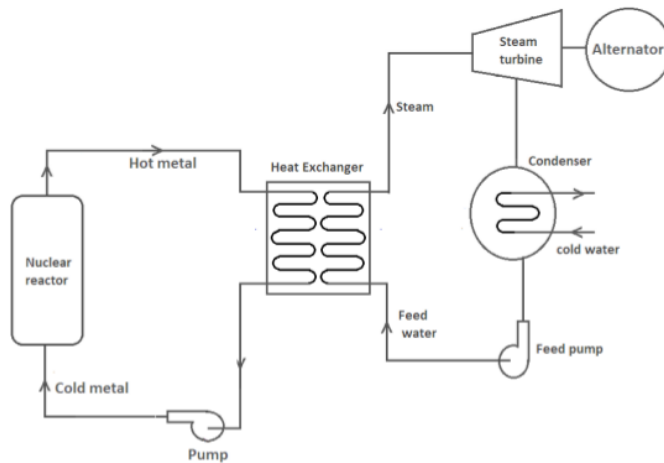 Steam
turbine
Alternator
Steam
Hot metal
Heat Exchanger
Condenser
Nuclear
reactor
cold water
Feed
water
Feed pump
Cold metal
Pump